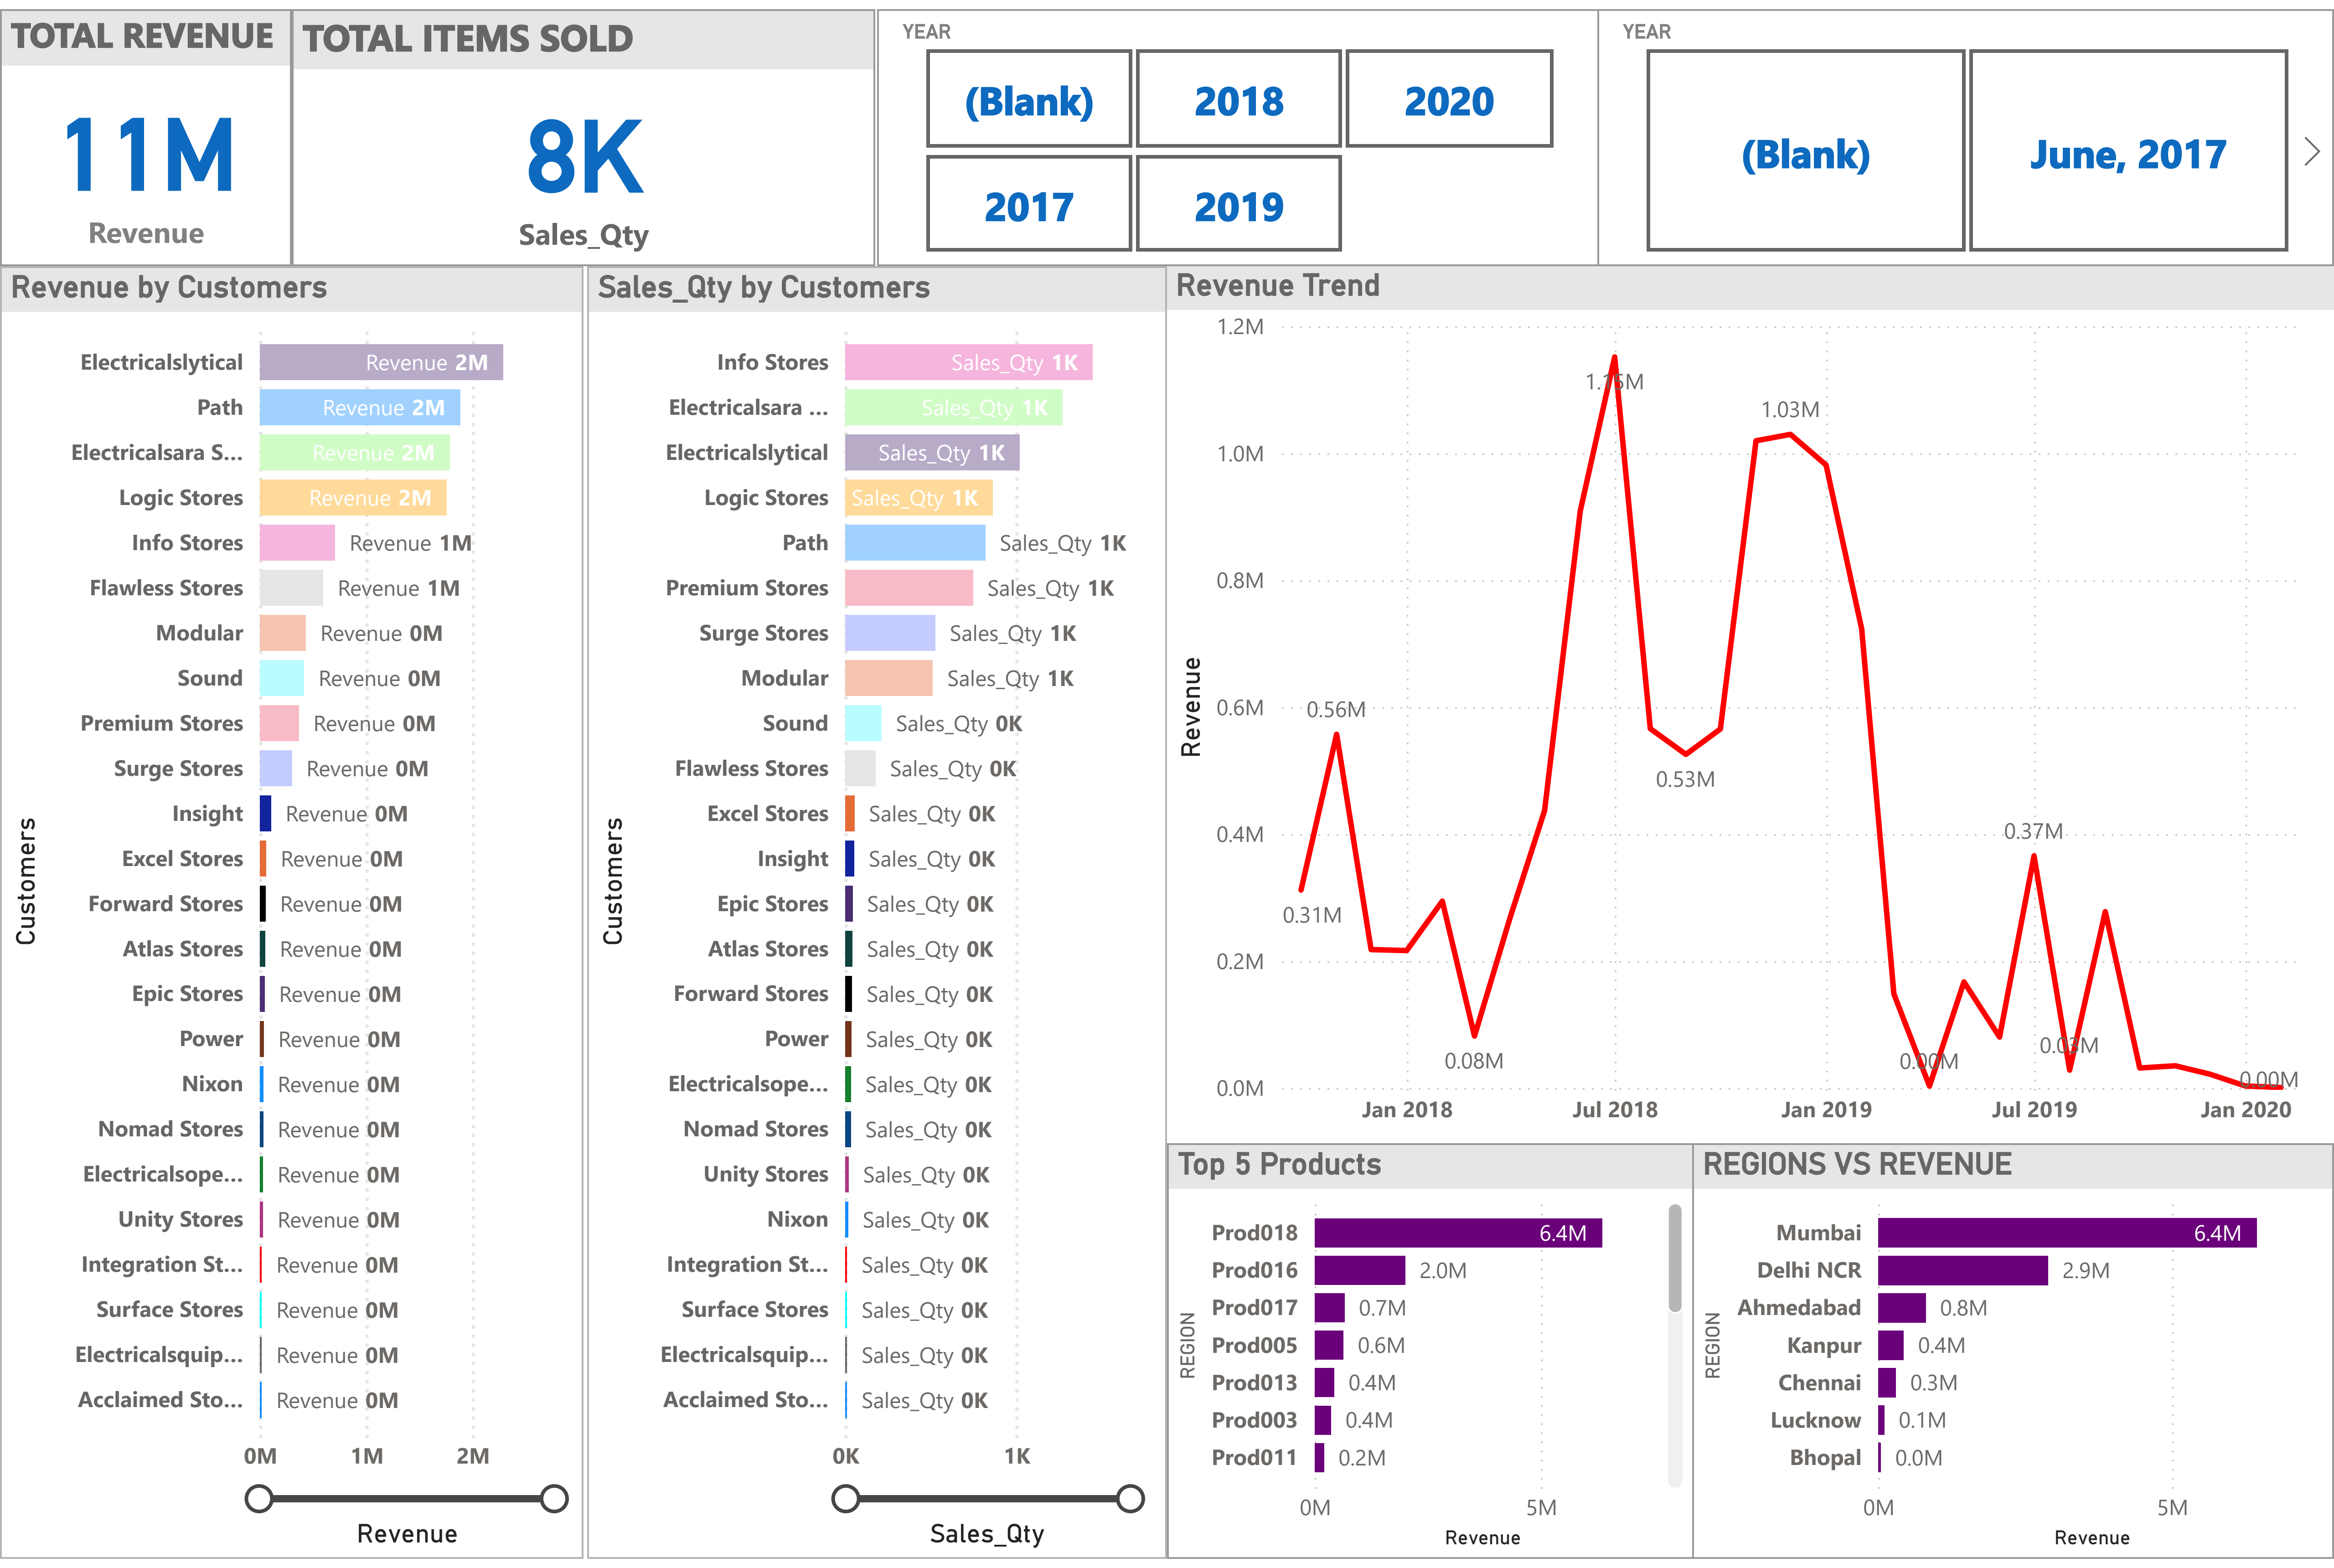 TOTAL REVENUE
11M
Revenue
TOTAL ITEMS SOLD
8K
Sales_Qty
YEAR
(Blank) 2018 2020
2017 2019
YEAR
(Blank) June, 2017
Revenue by Customers
Customers
Electricalslytical Revenue 2M
Path Revenue 2M
Electricalsara S... Revenue 2M
Logic Stores Revenue 2M
Info Stores Revenue 1M
Flawless Stores Revenue 1M
Modular Revenue 0M
Sound Revenue 0M
Premium Stores Revenue 0M
Surge Stores Revenue 0M
Insight Revenue 0M
Excel Stores Revenue 0M
Forward Stores Revenue 0M
Atlas Stores Revenue 0M
Epic Stores Revenue 0M
Power Revenue 0M
Nixon Revenue 0M
Nomad Stores Revenue 0M
Electricalsope... Revenue 0M
Unity Stores Revenue 0M
Integration St... Revenue 0M
Surface Stores Revenue 0M
Electricalsquip... Revenue 0M
Acclaimed Sto... Revenue 0M
0M 1M 2M
Revenue
Sales_Qty by Customers
Customers
Info Stores Sales_Qty 1K
Electricalsara ... Sales_Qty 1K
Electricalslytical Sales_Qty 1K
Logic Stores Sales_Qty 1K
Path Sales_Qty 1K
Premium Stores Sales_Qty 1K
Surge Stores Sales_Qty 1K
Modular Sales_Qty 1K
Sound Sales_Qty 0K
Flawless Stores Sales_Qty 0K
Excel Stores Sales_Qty 0K
Insight Sales_Qty 0K
Epic Stores Sales_Qty 0K
Atlas Stores Sales_Qty 0K
Forward Stores Sales_Qty 0K
Power Sales_Qty 0K
Electricalsope... Sales_Qty 0K
Nomad Stores Sales_Qty 0K
Unity Stores Sales_Qty 0K
Nixon Sales_Qty 0K
Integration St... Sales_Qty 0K
Surface Stores Sales_Qty 0K
Electricalsquip... Sales_Qty 0K
Acclaimed Sto... Sales_Qty 0K
0K 1K
Sales_Qty
Revenue Trend
Revenue
1.2M
1.0M
0.8M
0.6M
0.4M
0.2M
0.0M
0.31M
0.56M
0.08M
1.15M
0.53M
1.03M
0.00M
0.37M
0.03M
0.00M
Jan 2018 Jul 2018 Jan 2019 Jul 2019 Jan 2020
Top 5 Products
REGION
Prod018 6.4M
Prod016 2.0M
Prod017 0.7M
Prod005 0.6M
Prod013 0.4M
Prod003 0.4M
Prod011 0.2M
0M 5M
Revenue
REGIONS VS REVENUE
REGION
Mumbai 6.4M
Delhi NCR 2.9M
Ahmedabad 0.8M
Kanpur 0.4M
Chennai 0.3M
Lucknow 0.1M
Bhopal 0.0M
0M 5M
Revenue